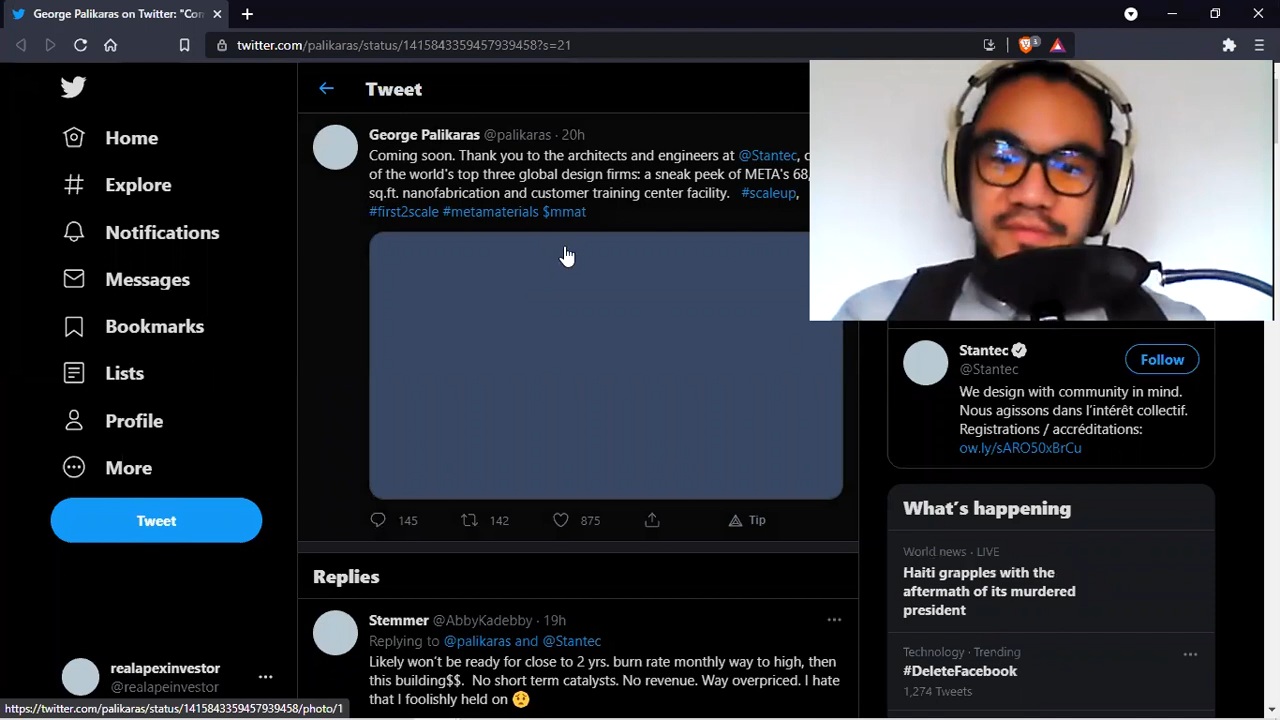 George Palikaras on Twitter: "Con
twitter.com/palikaras/status/1415843359457939458?s=21
Home
Explore
Notifications
Messages
Bookmarks
Lists
Profile
More
Tweet
realapexinvestor
@realapeinvestor
https://twitter.com/palikaras/status/1415843359457939458/photo/1
Tweet
George Palikaras @palikaras · 20h
Coming soon. Thank you to the architects and engineers at @Stantec,
of the world's top three global design firms: a sneak peek of META's 68,
sq.ft. nanofabrication and customer training center facility. #scaleup,
#first2scale #metamaterials $mmat
145 142 875 Tip
Replies
Stemmer @AbbyKadebby · 19h
Replying to @palikaras and @Stantec
Likely won't be ready for close to 2 yrs. burn rate monthly way to high, then
this building$$. No short term catalysts. No revenue. Way overpriced. I hate
that I foolishly held on
Stantec
@Stantec
Follow
We design with community in mind.
Nous agissons dans l'intérêt collectif.
Registrations / accréditations:
ow.ly/sARO50xBrCu
What's happening
World news · LIVE
Haiti grapples with the
aftermath of its murdered
president
Technology · Trending
#DeleteFacebook
1,274 Tweets